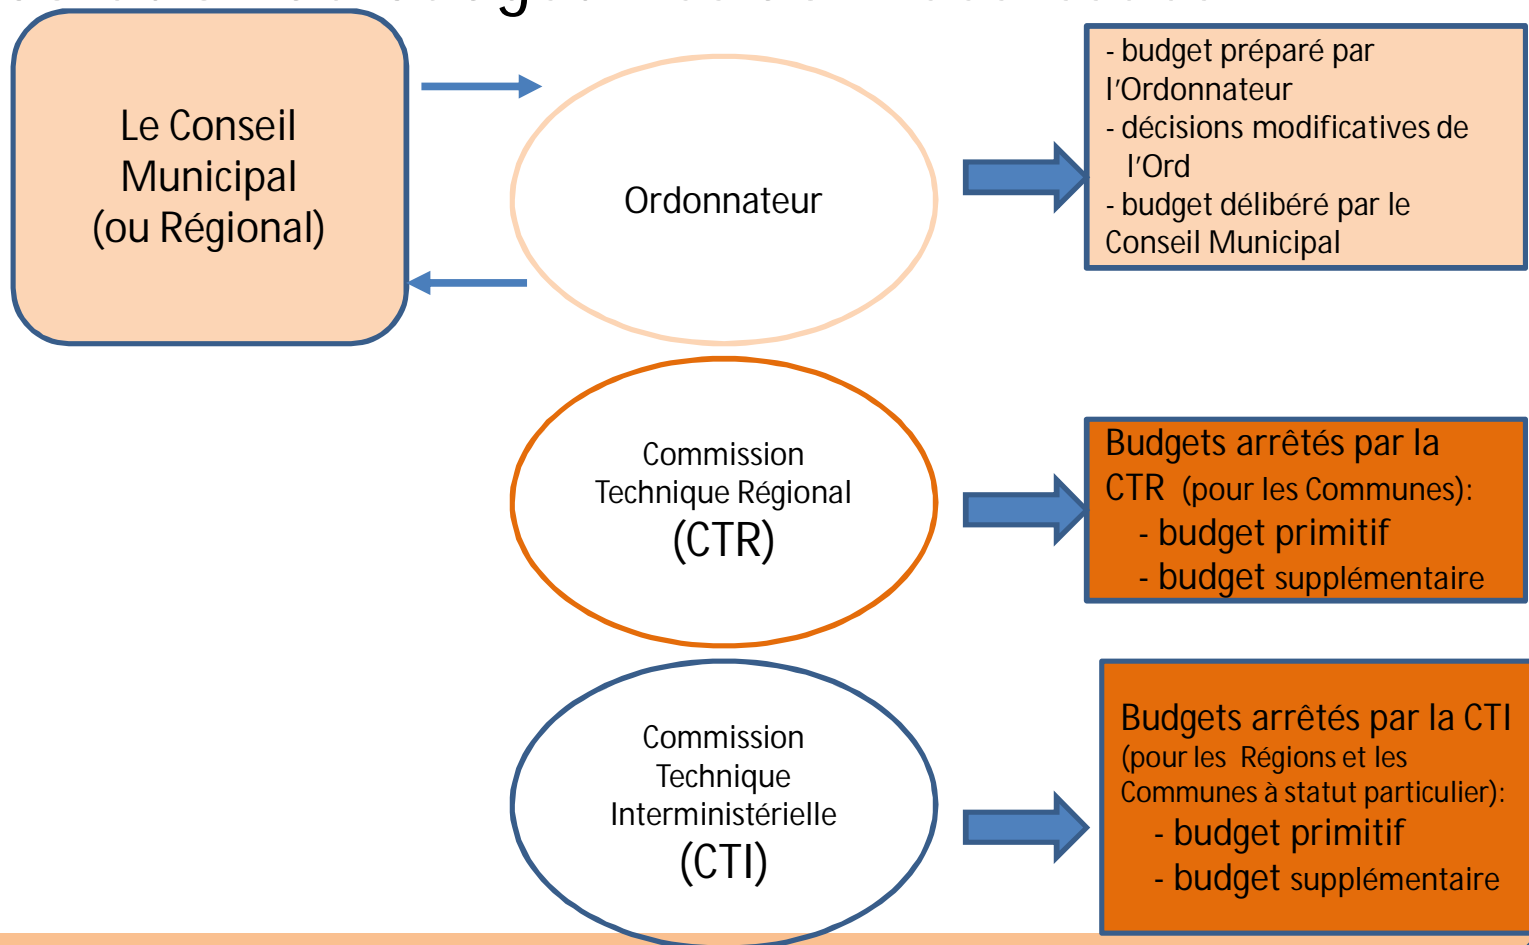 Le Conseil
Municipal
(ou Régional)
Ordonnateur
- budget préparé par
l'Ordonnateur
- décisions modificatives de
l'Ord
- budget délibéré par le
Conseil Municipal
Commission
Technique Régional
(CTR)
Budgets arrêtés par la
CTR (pour les Communes):
- budget primitif
- budget supplémentaire
Commission
Technique
Interministérielle
(CTI)
Budgets arrêtés par la CTI
(pour les Régions et les
Communes à statut particulier):
- budget primitif
- budget supplémentaire